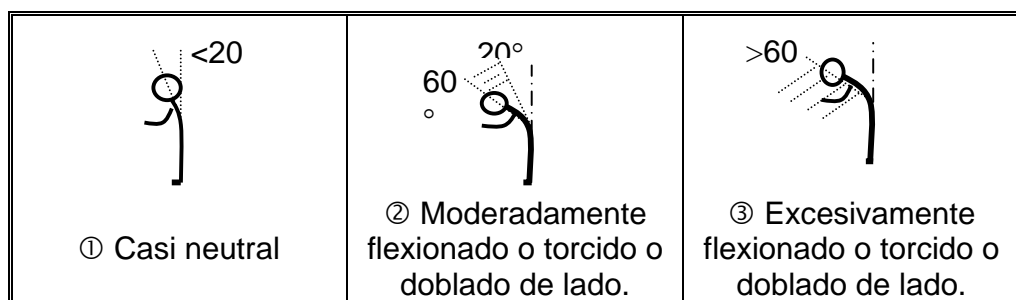 <20
① Casi neutral
20°
60
°
② Moderadamente
flexionado o torcido o
doblado de lado.
>60
③ Excesivamente
flexionado o torcido o
doblado de lado.